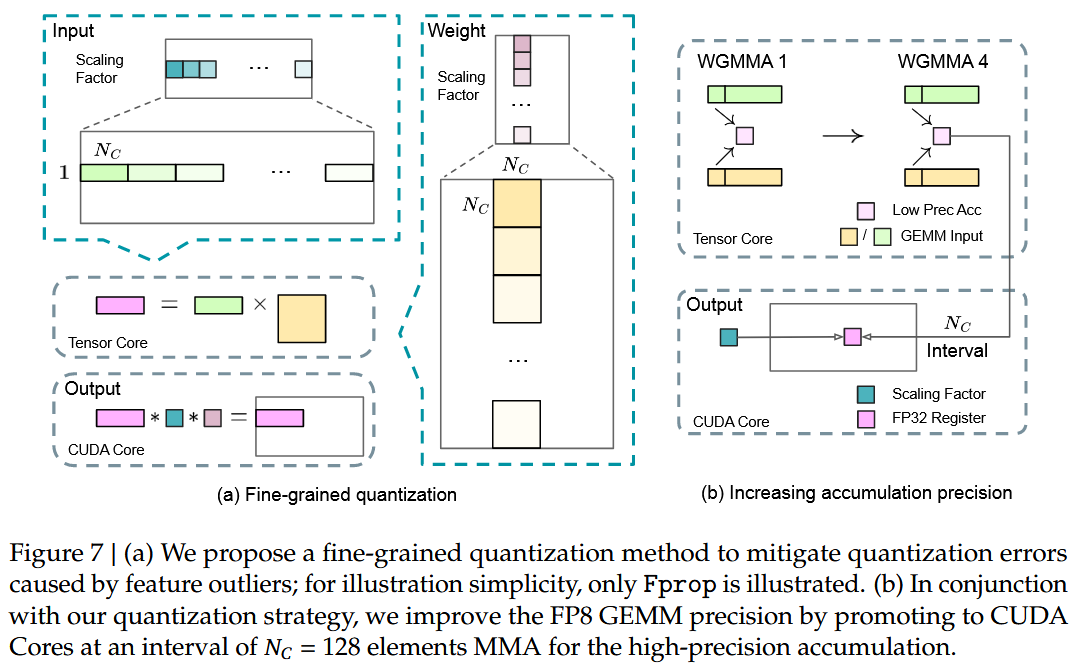 Input
Scaling
Factor
...
N_C
1
...
Weight
Scaling
Factor
...
N_C
N_C
...
= ×
Tensor Core
Output
* * =
CUDA Core
(a) Fine-grained quantization
WGMMA 1
WGMMA 4
Low Prec Acc
/ GEMM Input
Tensor Core
Output
N_C
Interval
Scaling Factor
FP32 Register
CUDA Core
(b) Increasing accumulation precision
Figure 7 | (a) We propose a fine-grained quantization method to mitigate quantization errors
caused by feature outliers; for illustration simplicity, only Fprop is illustrated. (b) In conjunction
with our quantization strategy, we improve the FP8 GEMM precision by promoting to CUDA
Cores at an interval of N_C = 128 elements MMA for the high-precision accumulation.